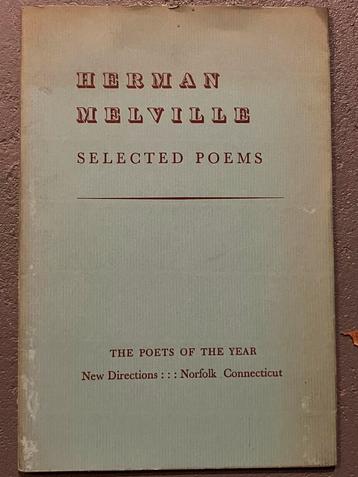 HERMAN
MELVILLE
SELECTED POEMS
THE POETS OF THE YEAR
New Directions : : : Norfolk Connecticut